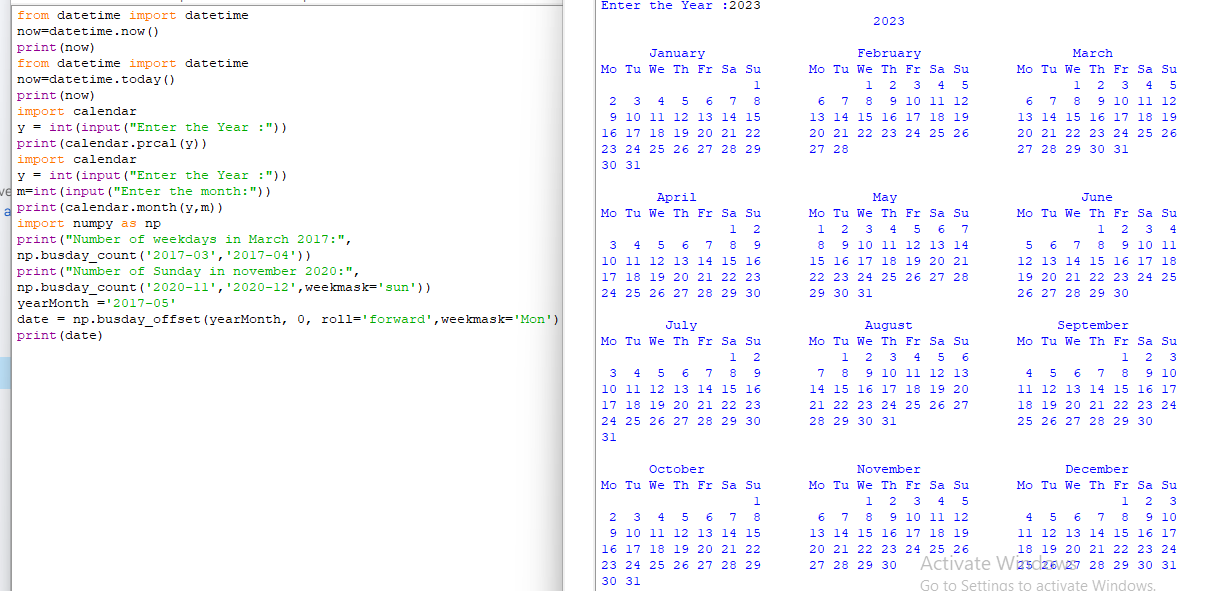 from datetime import datetime
now=datetime.now()
print(now)
from datetime import datetime
now=datetime.today()
print(now)
import calendar
y = int(input("Enter the Year :"))
print(calendar.prcal(y))
import calendar
y = int(input("Enter the Year :"))
m=int(input("Enter the month:"))
print(calendar.month(y,m))
import numpy as np
print("Number of weekdays in March 2017:",
np.busday_count('2017-03','2017-04'))
print("Number of Sunday in november 2020:",
np.busday_count('2020-11','2020-12',weekmask='sun'))
yearMonth ='2017-05'
date = np.busday_offset(yearMonth, 0, roll='forward',weekmask='Mon')
print(date)
Enter the Year :2023
2023
January February March
Mo Tu We Th Fr Sa Su Mo Tu We Th Fr Sa Su Mo Tu We Th Fr Sa Su
1 1 2 3 4 5 1 2 3 4 5
2 3 4 5 6 7 8 6 7 8 9 10 11 12 6 7 8 9 10 11 12
9 10 11 12 13 14 15 13 14 15 16 17 18 19 13 14 15 16 17 18 19
16 17 18 19 20 21 22 20 21 22 23 24 25 26 20 21 22 23 24 25 26
23 24 25 26 27 28 29 27 28 27 28 29 30 31
30 31
April May June
Mo Tu We Th Fr Sa Su Mo Tu We Th Fr Sa Su Mo Tu We Th Fr Sa Su
1 2 1 2 3 4 5 6 7 1 2 3 4
3 4 5 6 7 8 9 8 9 10 11 12 13 14 5 6 7 8 9 10 11
10 11 12 13 14 15 16 15 16 17 18 19 20 21 12 13 14 15 16 17 18
17 18 19 20 21 22 23 22 23 24 25 26 27 28 19 20 21 22 23 24 25
24 25 26 27 28 29 30 29 30 31 26 27 28 29 30
July August September
Mo Tu We Th Fr Sa Su Mo Tu We Th Fr Sa Su Mo Tu We Th Fr Sa Su
1 2 1 2 3 4 5 6 1 2 3
3 4 5 6 7 8 9 7 8 9 10 11 12 13 4 5 6 7 8 9 10
10 11 12 13 14 15 16 14 15 16 17 18 19 20 11 12 13 14 15 16 17
17 18 19 20 21 22 23 21 22 23 24 25 26 27 18 19 20 21 22 23 24
24 25 26 27 28 29 30 28 29 30 31 25 26 27 28 29 30
31
October November December
Mo Tu We Th Fr Sa Su Mo Tu We Th Fr Sa Su Mo Tu We Th Fr Sa Su
1 1 2 3 4 5 1 2 3
2 3 4 5 6 7 8 6 7 8 9 10 11 12 4 5 6 7 8 9 10
9 10 11 12 13 14 15 13 14 15 16 17 18 19 11 12 13 14 15 16 17
16 17 18 19 20 21 22 20 21 22 23 24 25 26 18 19 20 21 22 23 24
23 24 25 26 27 28 29 27 28 29 30 25 26 27 28 29 30 31
30 31
Activate Windows
Go to Settings to activate Windows.